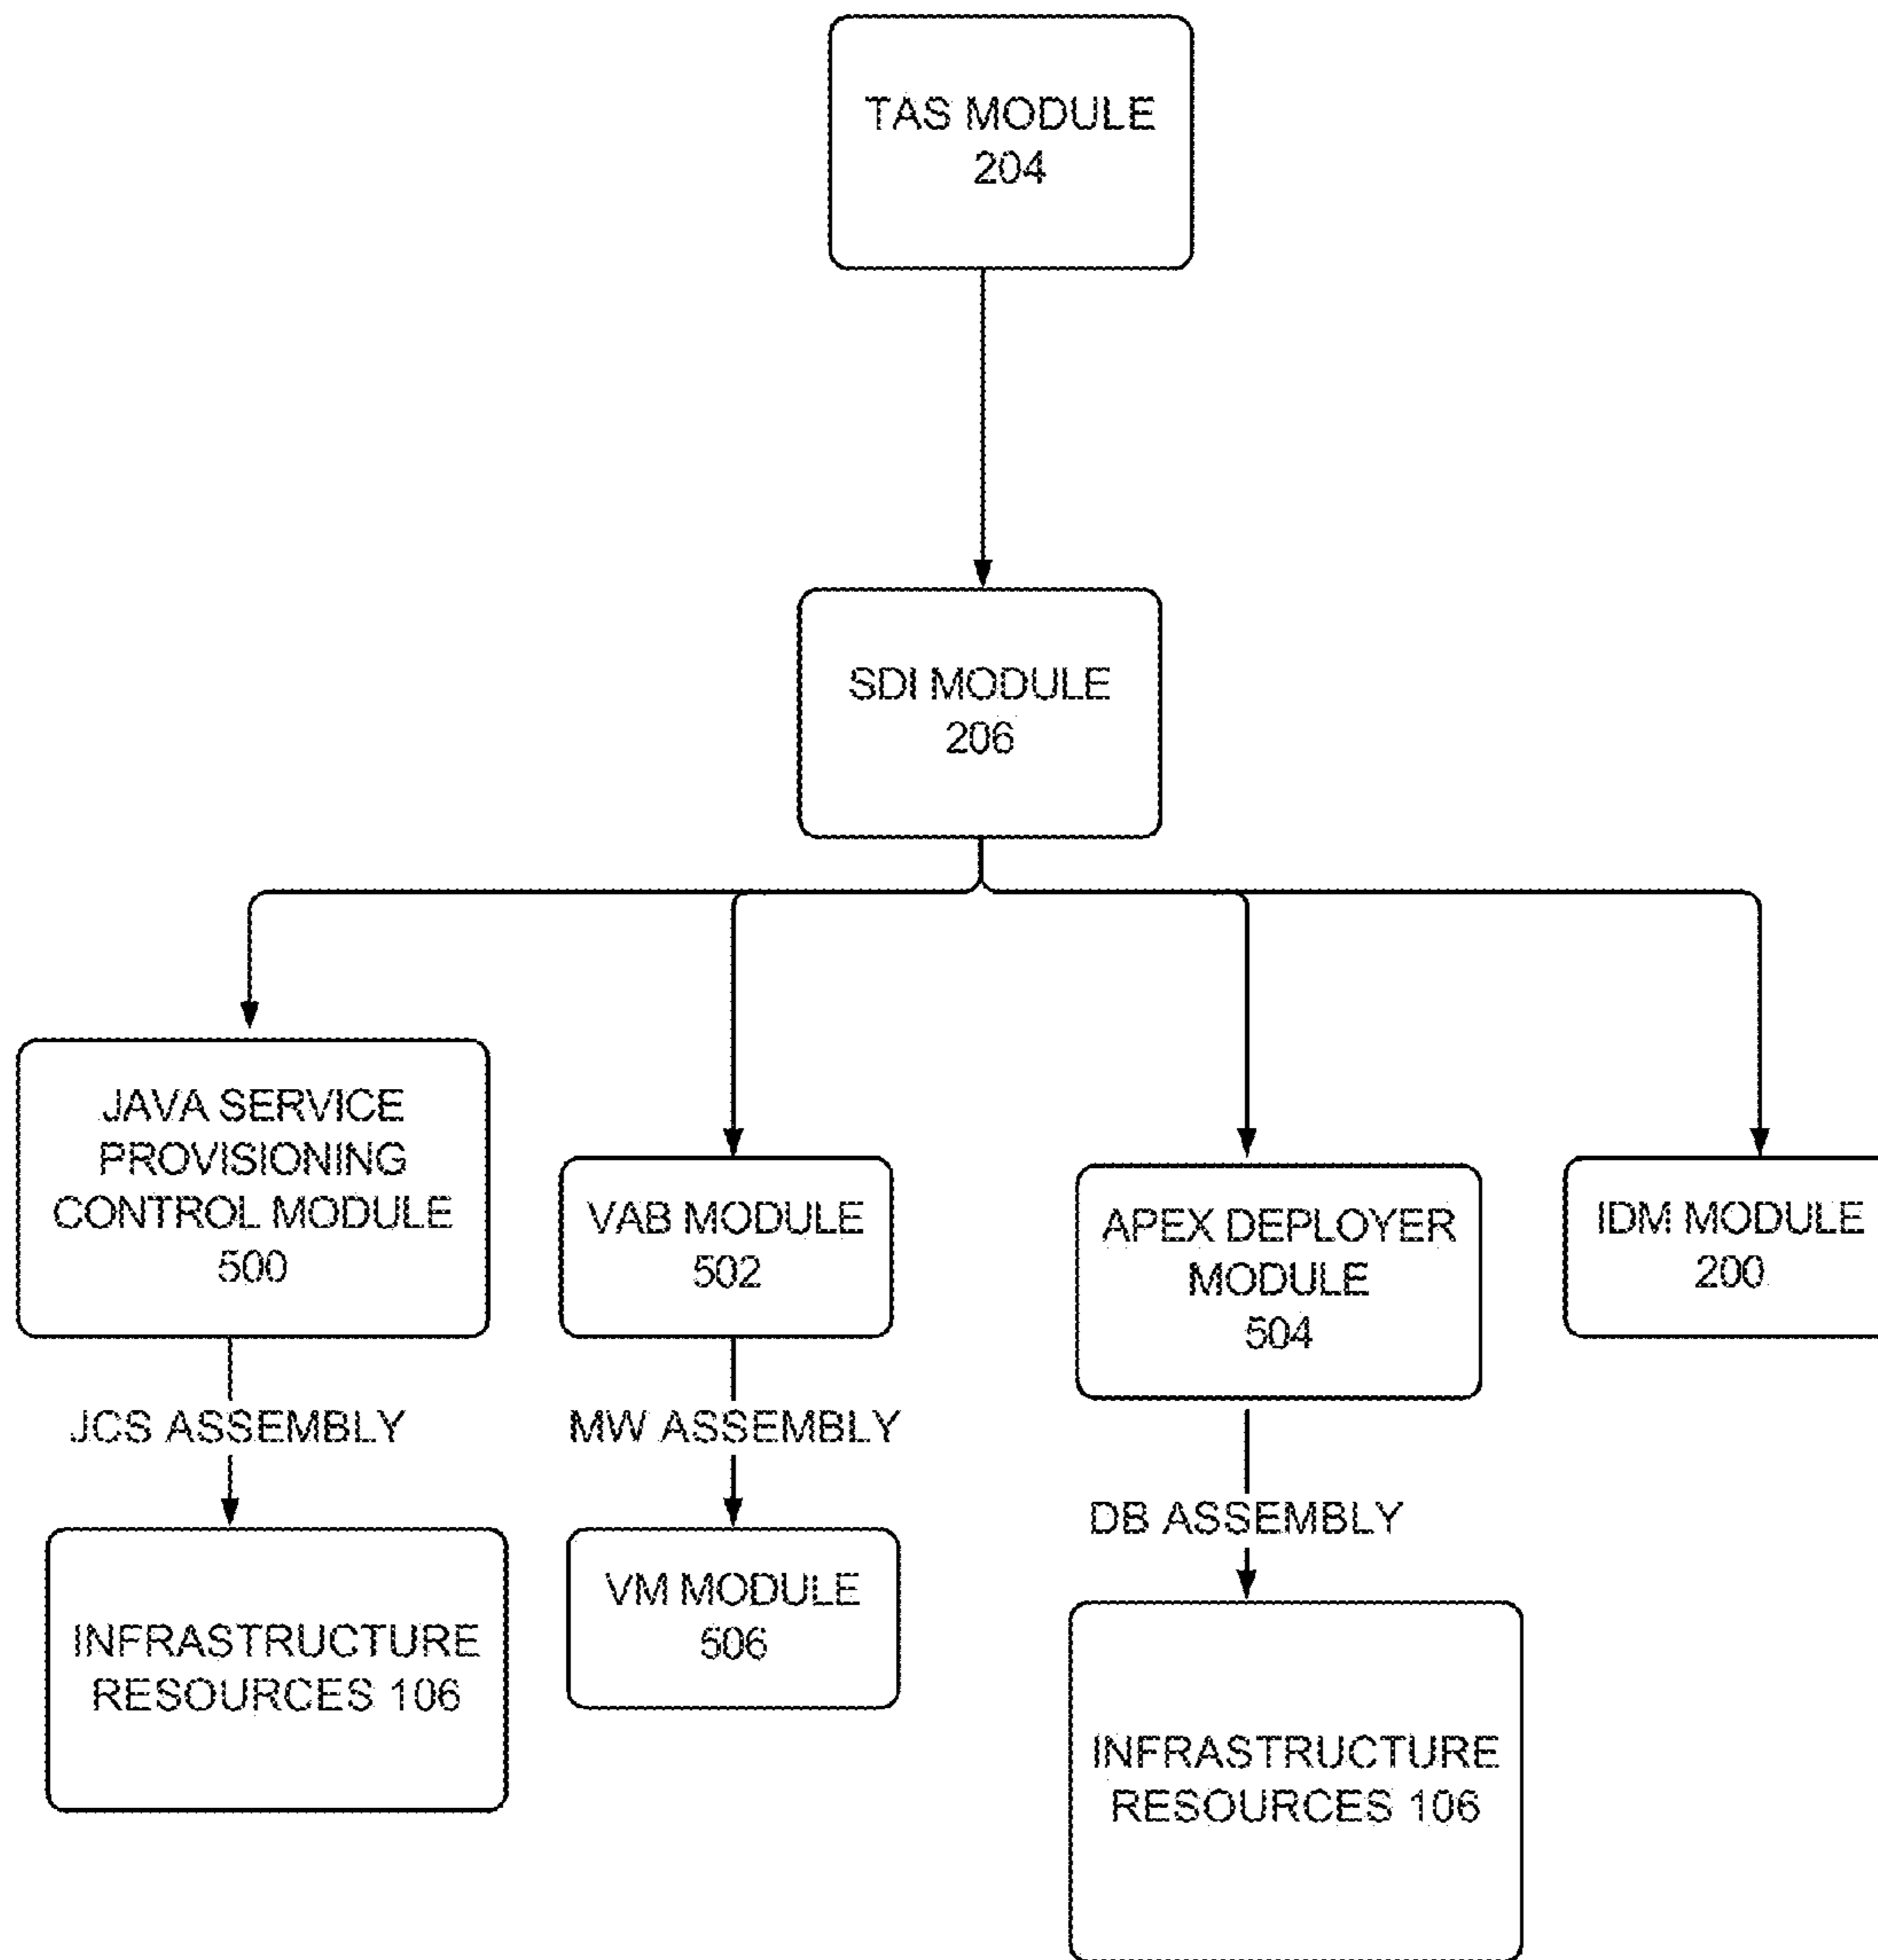 TAS MODULE
204
SDI MODULE
206
JAVA SERVICE
PROVISIONING
CONTROL MODULE
500
VAB MODULE
502
APEX DEPLOYER
MODULE
504
IDM MODULE
200
JCS ASSEMBLY
MW ASSEMBLY
DB ASSEMBLY
INFRASTRUCTURE
RESOURCES 106
VM MODULE
506
INFRASTRUCTURE
RESOURCES 106